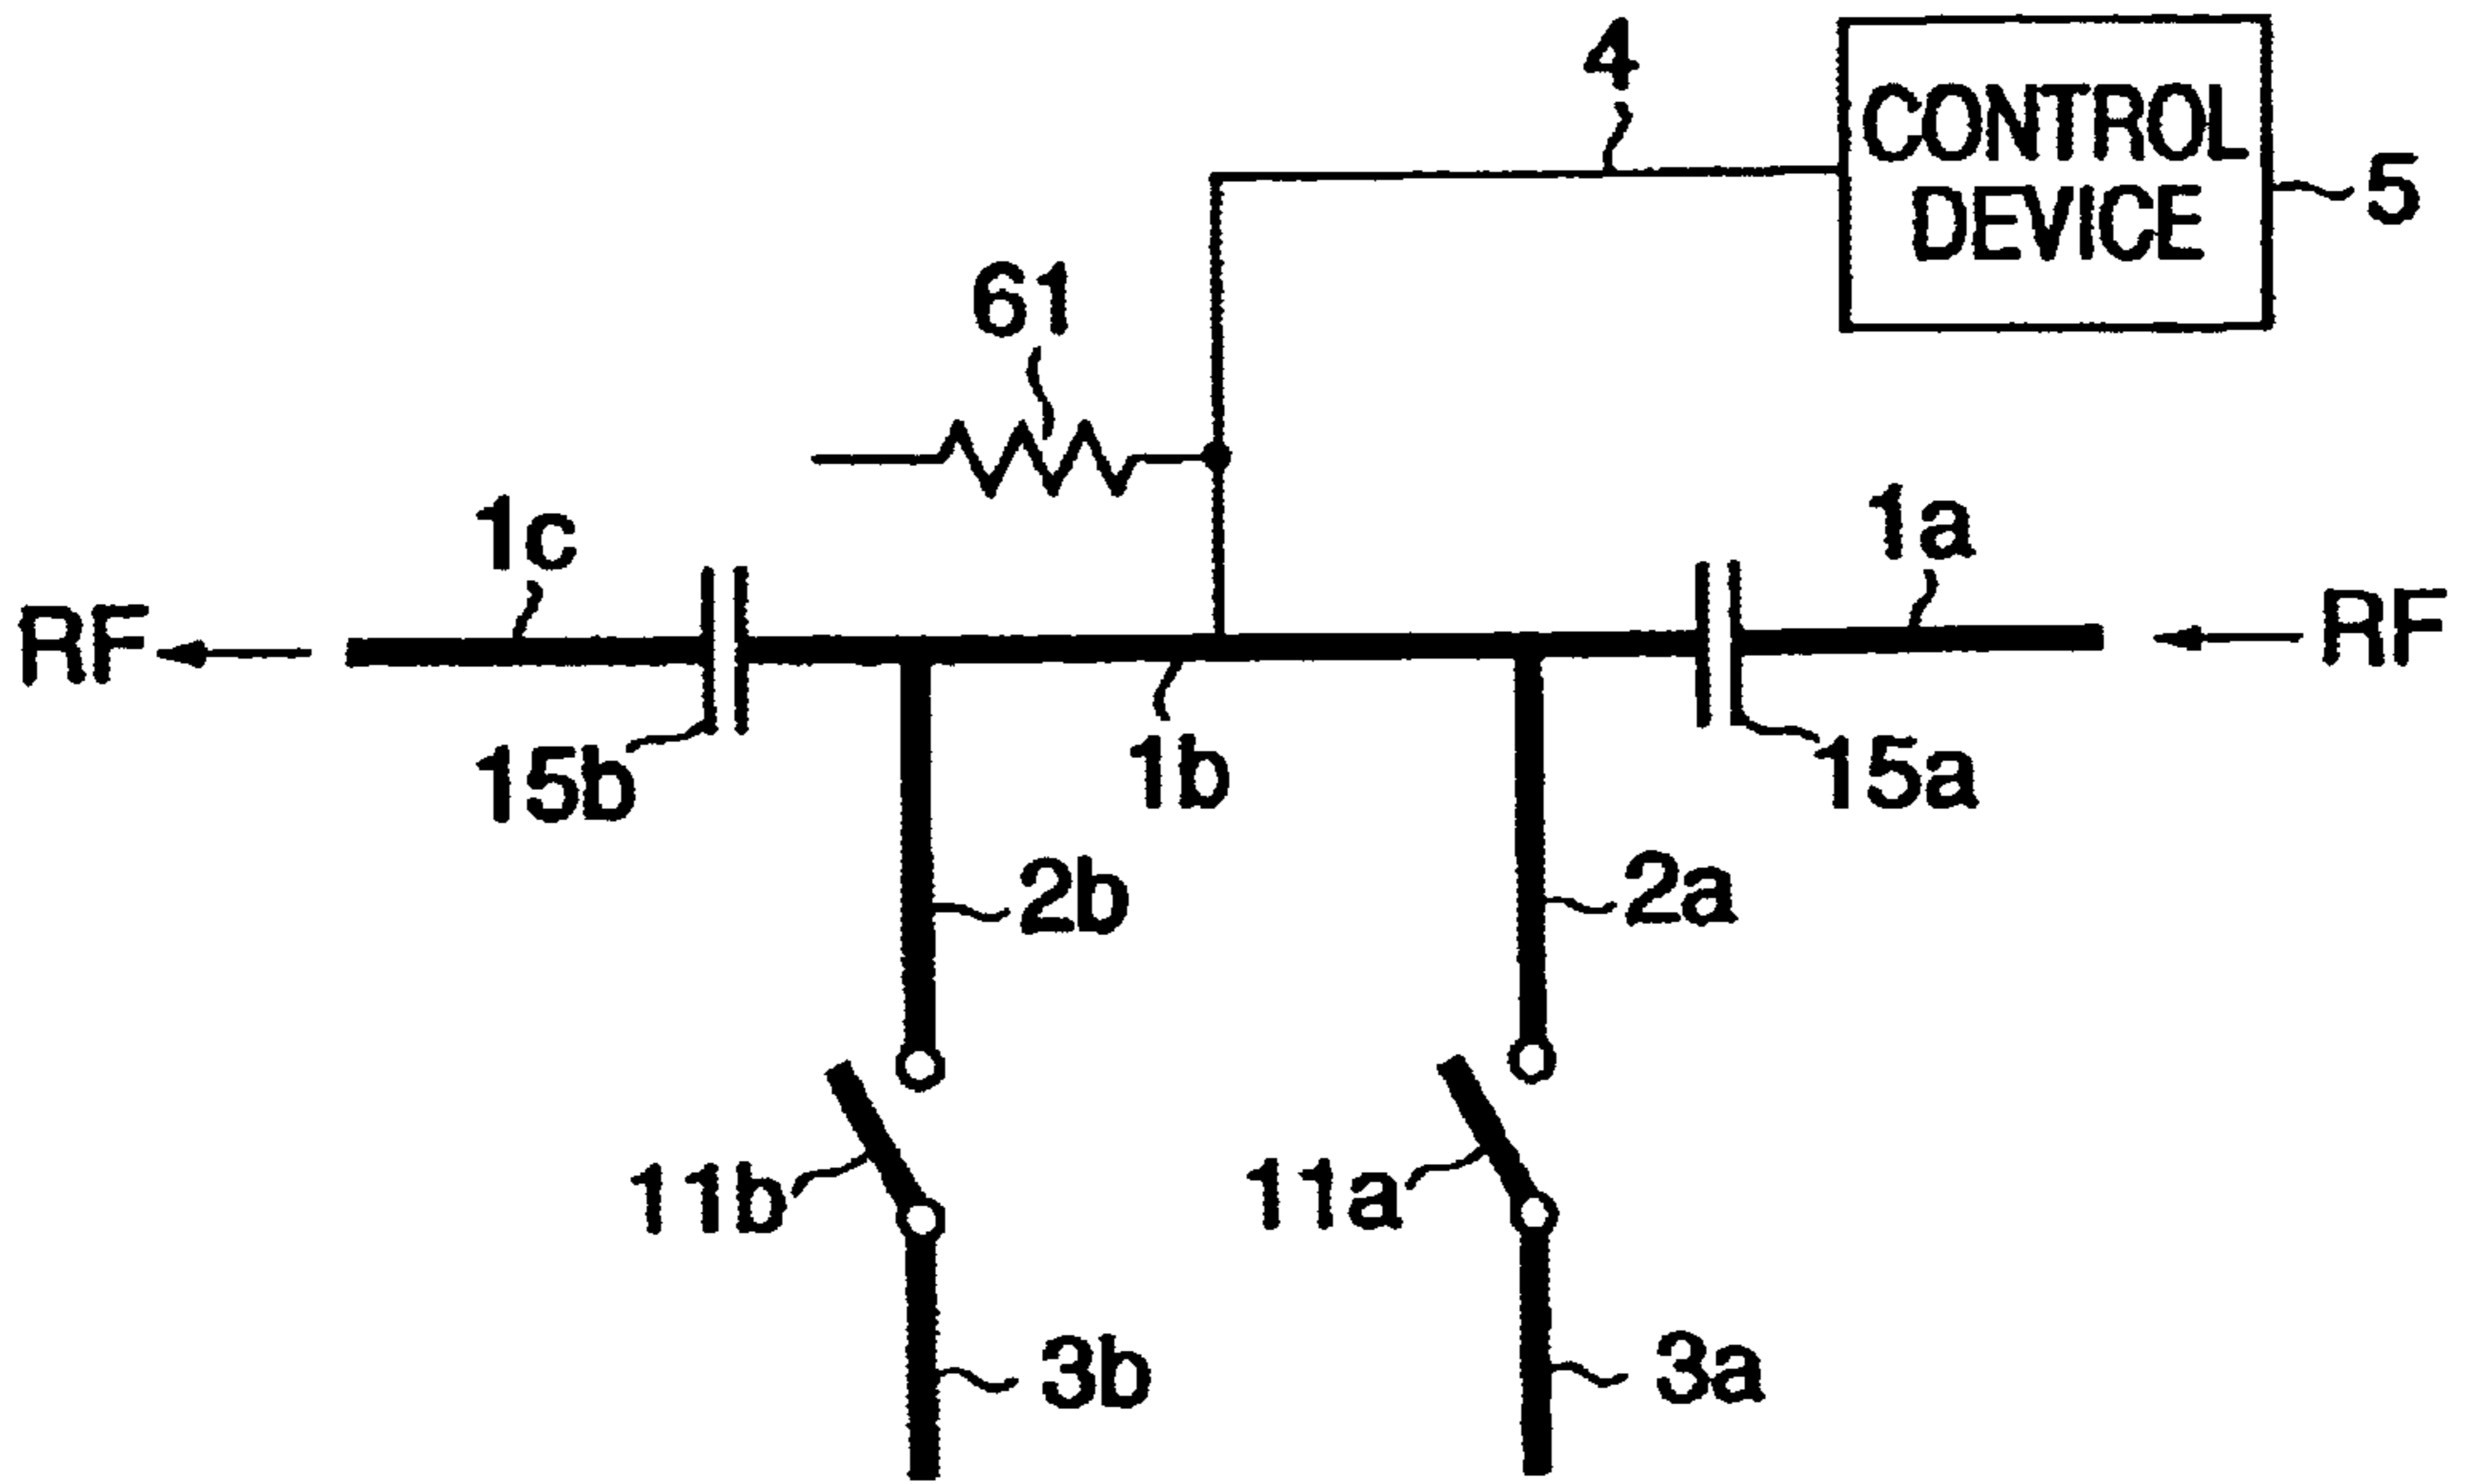 4
CONTROL
DEVICE
5
61
1c
1a
RF
RF
15b
1b
15a
2b
2a
11b
11a
3b
3a